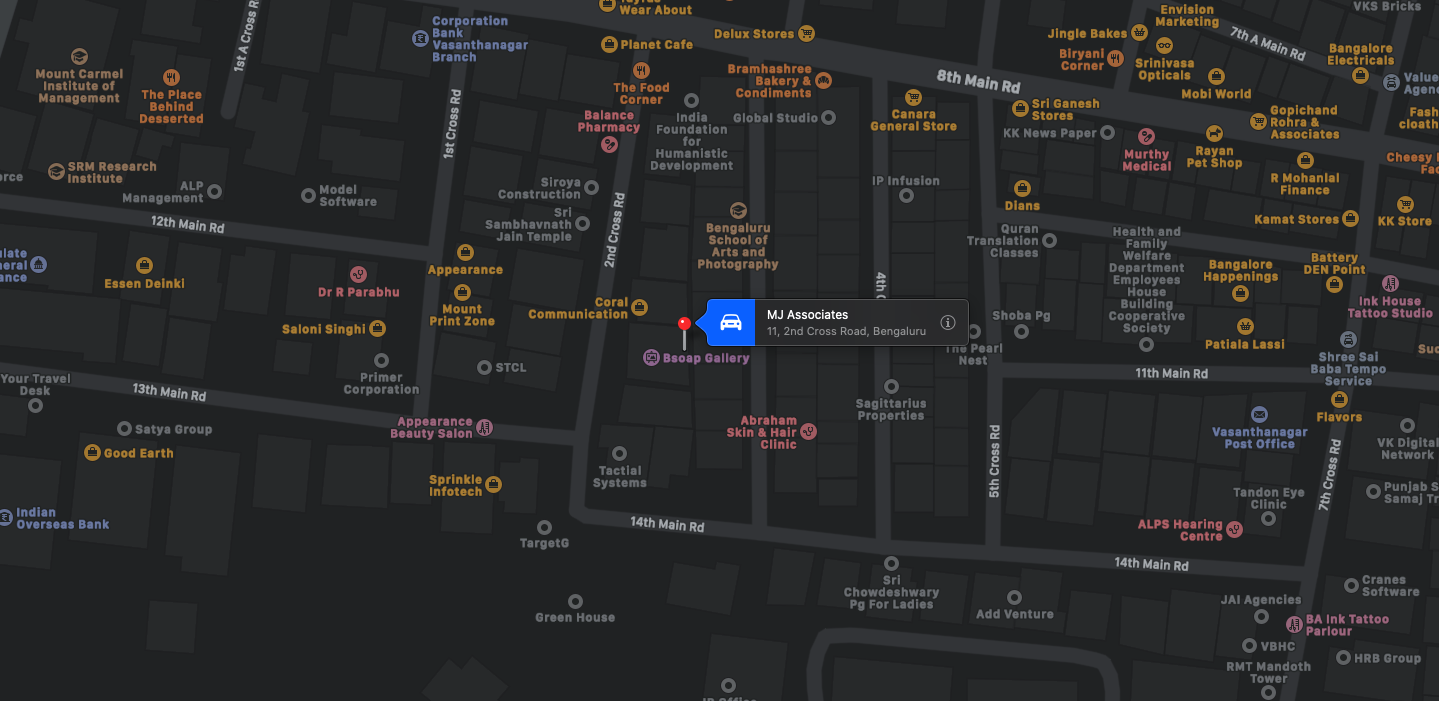 Wear About
Envision
Marketing
VKS Bricks
1st A Cross R
Corporation
Bank
Vasanthanagar
Branch
Planet Cafe
Delux Stores
Jingle Bakes
7th A Main Rd
Mount Carmel
Institute of
Management
The Place
Behind
Desserted
The Food
Corner
Bramhashree
Bakery &
Condiments
8th Main Rd
Biryani
Corner
Srinivasa
Opticals
Bangalore
Electricals
Mobi World
Value
Agen
1st Cross Rd
Balance
Pharmacy
India
Foundation
for
Humanistic
Development
Global Studio
Canara
General Store
Sri Ganesh
Stores
KK News Paper
Gopichand
Rohra &
Associates
Fash
cloath
SRM Research
Institute
Murthy
Medical
Rayan
Pet Shop
Cheesy
Fac
orce
ALP
Management
Model
Software
Siroya
Construction
IP Infusion
R Mohanlal
Finance
Dians
12th Main Rd
2nd Cross Rd
Sri
Sambhavnath
Jain Temple
Bengaluru
School of
Arts and
Photography
Quran
Translation
Classes
Health and
Family
Welfare
Department
Employees
House
Building
Cooperative
Society
Kamat Stores
KK Store
ulate
neral
ance
Essen Deinki
Dr R Parabhu
Appearance
Bangalore
Happenings
Battery
DEN Point
Mount
Print Zone
Coral
Communication
4th C
Ink House
Tattoo Studio
Saloni Singhi
MJ Associates
11, 2nd Cross Road, Bengaluru
Shoba Pg
Patiala Lassi
Bsoap Gallery
The Pearl
Nest
Shree Sai
Baba Tempo
Service
Suc
Your Travel
Desk
13th Main Rd
Primer
Corporation
STCL
11th Main Rd
Sagittarius
Properties
Flavors
Satya Group
Appearance
Beauty Salon
Abraham
Skin & Hair
Clinic
5th Cross Rd
Vasanthanagar
Post Office
7th Cross Rd
VK Digital
Network
Good Earth
Tactial
Systems
Sprinkle
Infotech
Tandon Eye
Clinic
Punjab S
Samaj Tr
Indian
Overseas Bank
TargetG
14th Main Rd
ALPS Hearing
Centre
14th Main Rd
Sri
Chowdeshwary
Pg For Ladies
Add Venture
Cranes
Software
Green House
JAI Agencies
BA Ink Tattoo
Parlour
VBHC
HRB Group
RMT Mandoth
Tower